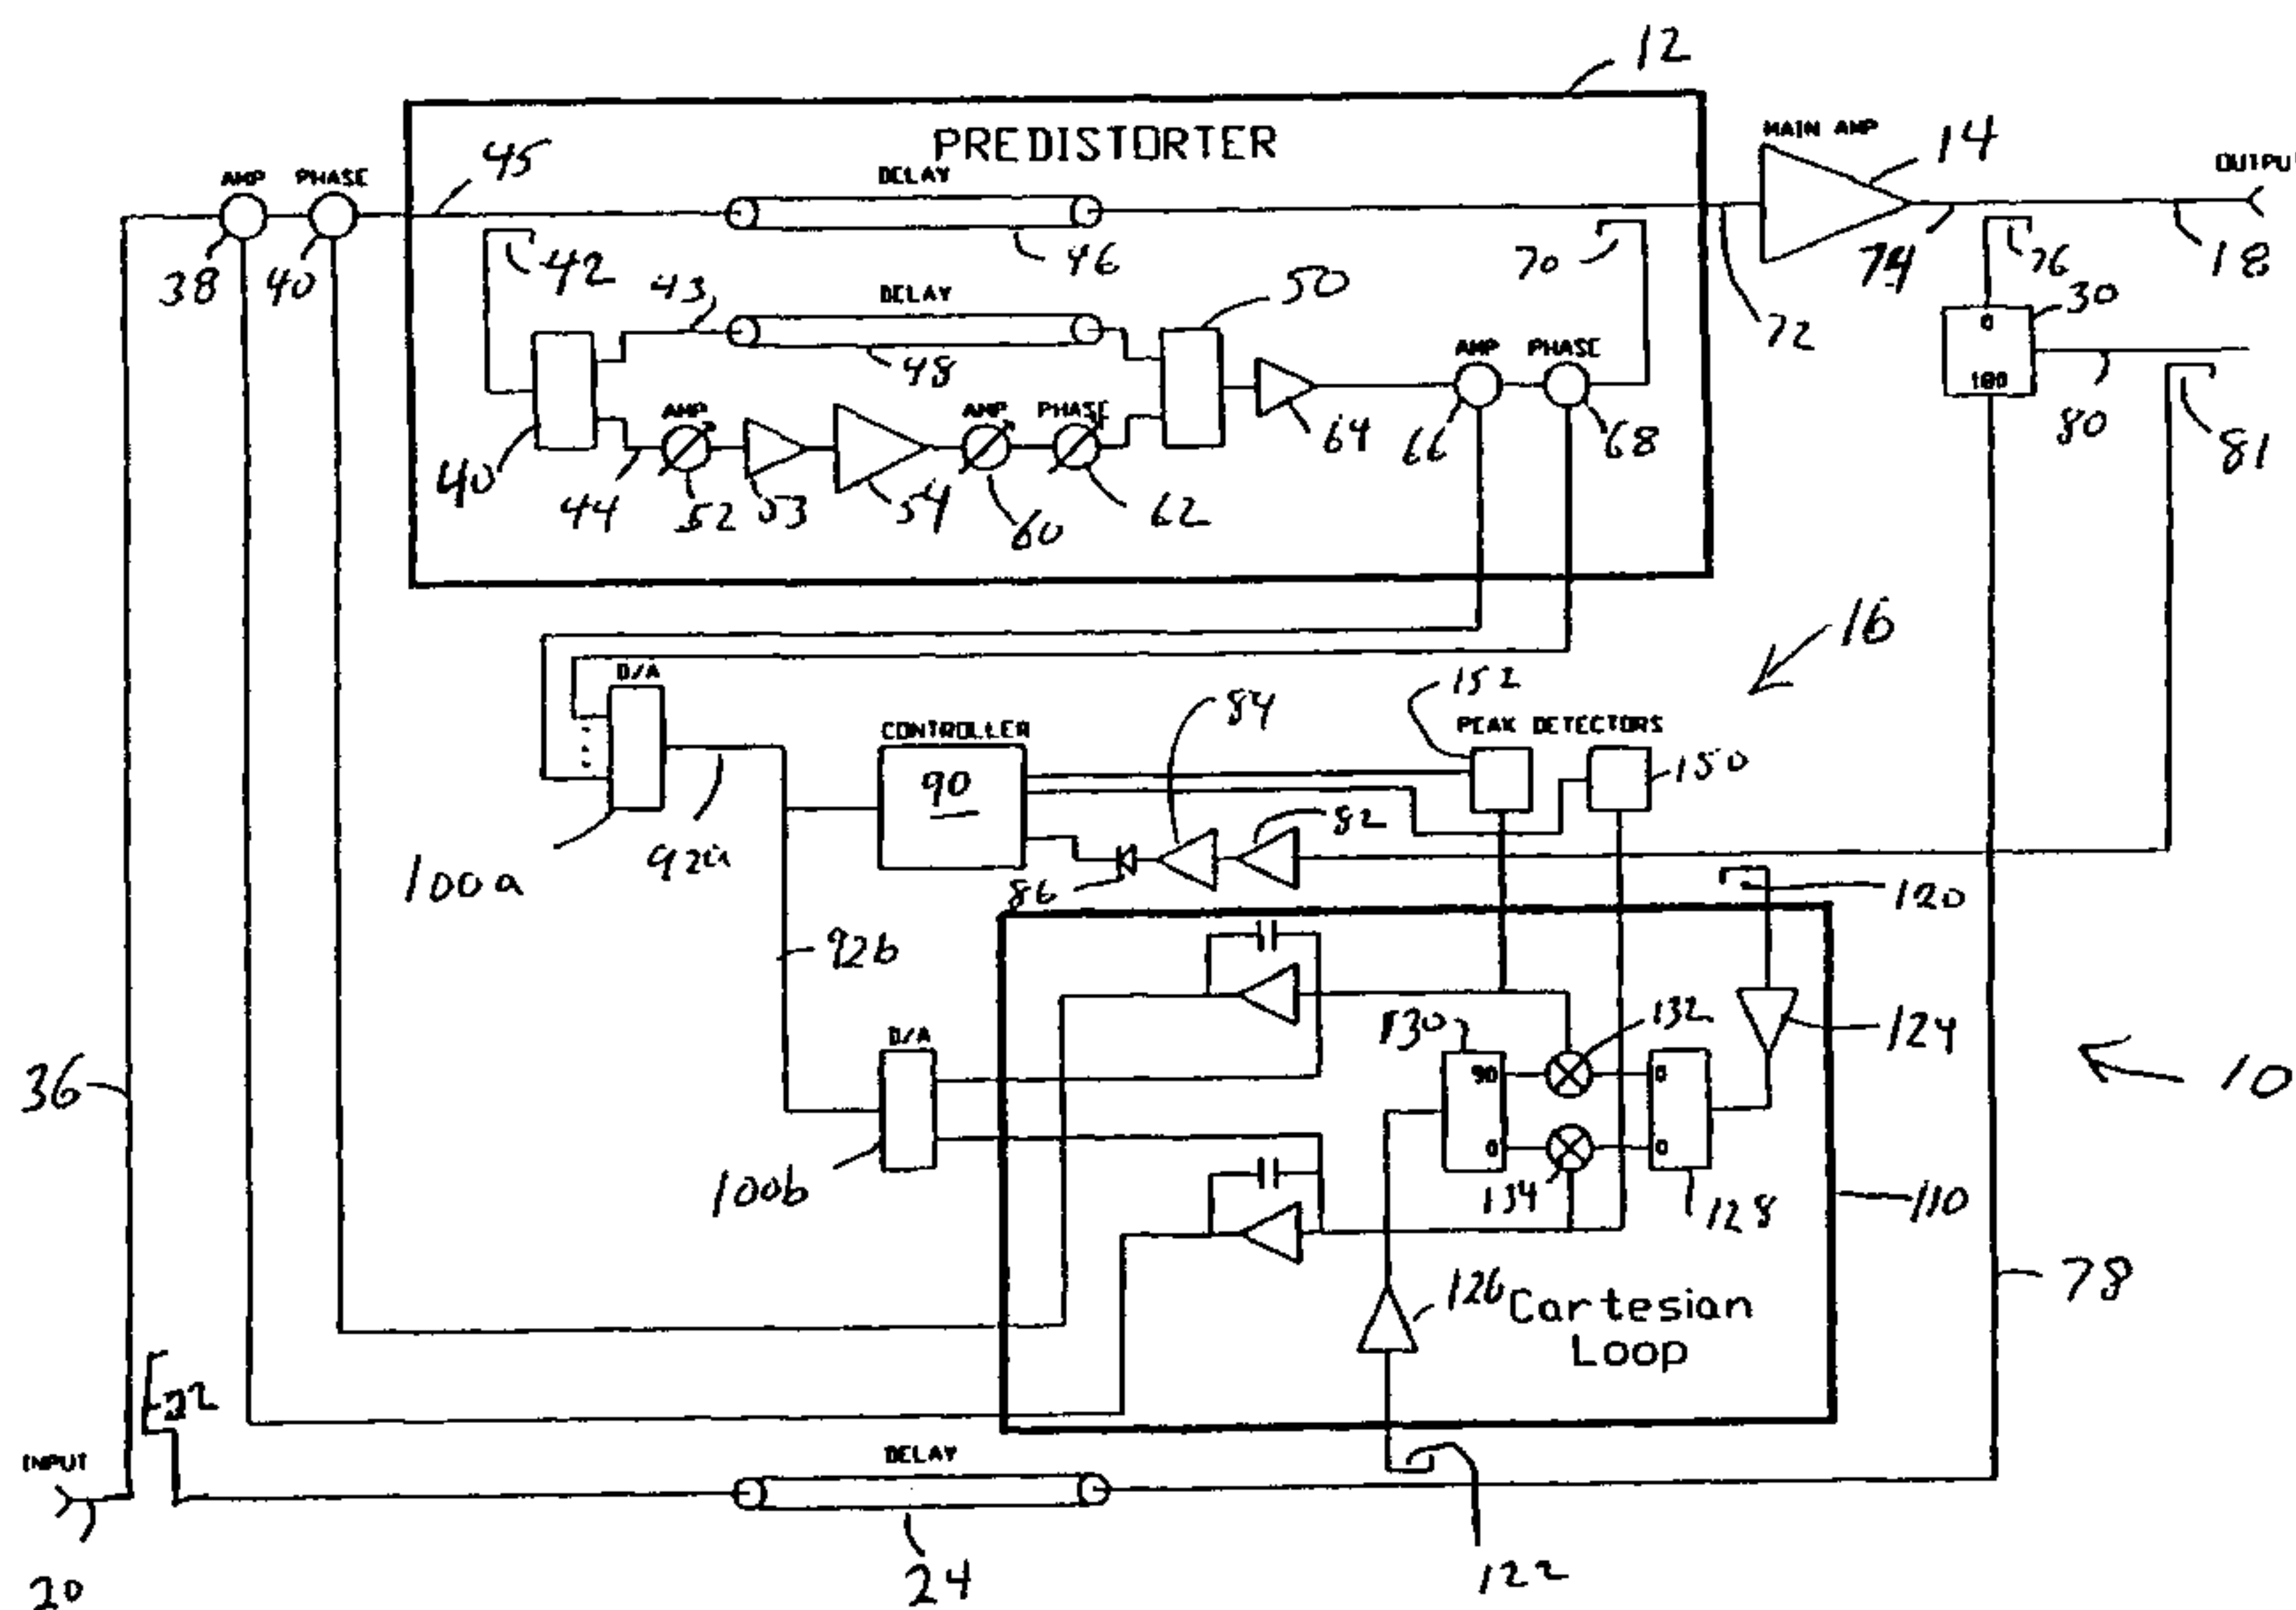 12
PREDISTORTER
MAIN AMP
14
OUTPUT
45
AMP
PHASE
DELAY
38
40
42
46
70
74
76
18
43
DELAY
50
30
0
180
72
48
AMP
PHASE
80
81
40
44
AMP
AMP
PHASE
64
66
68
52
53
54
60
62
16
D/A
152
84
PEAK DETECTORS
CONTROLLER
90
150
82
92a
100a
86
120
92b
130
132
124
D/A
90
0
0
0
10
36
100b
134
128
110
126
Cartesian
Loop
78
22
INPUT
DELAY
20
24
122